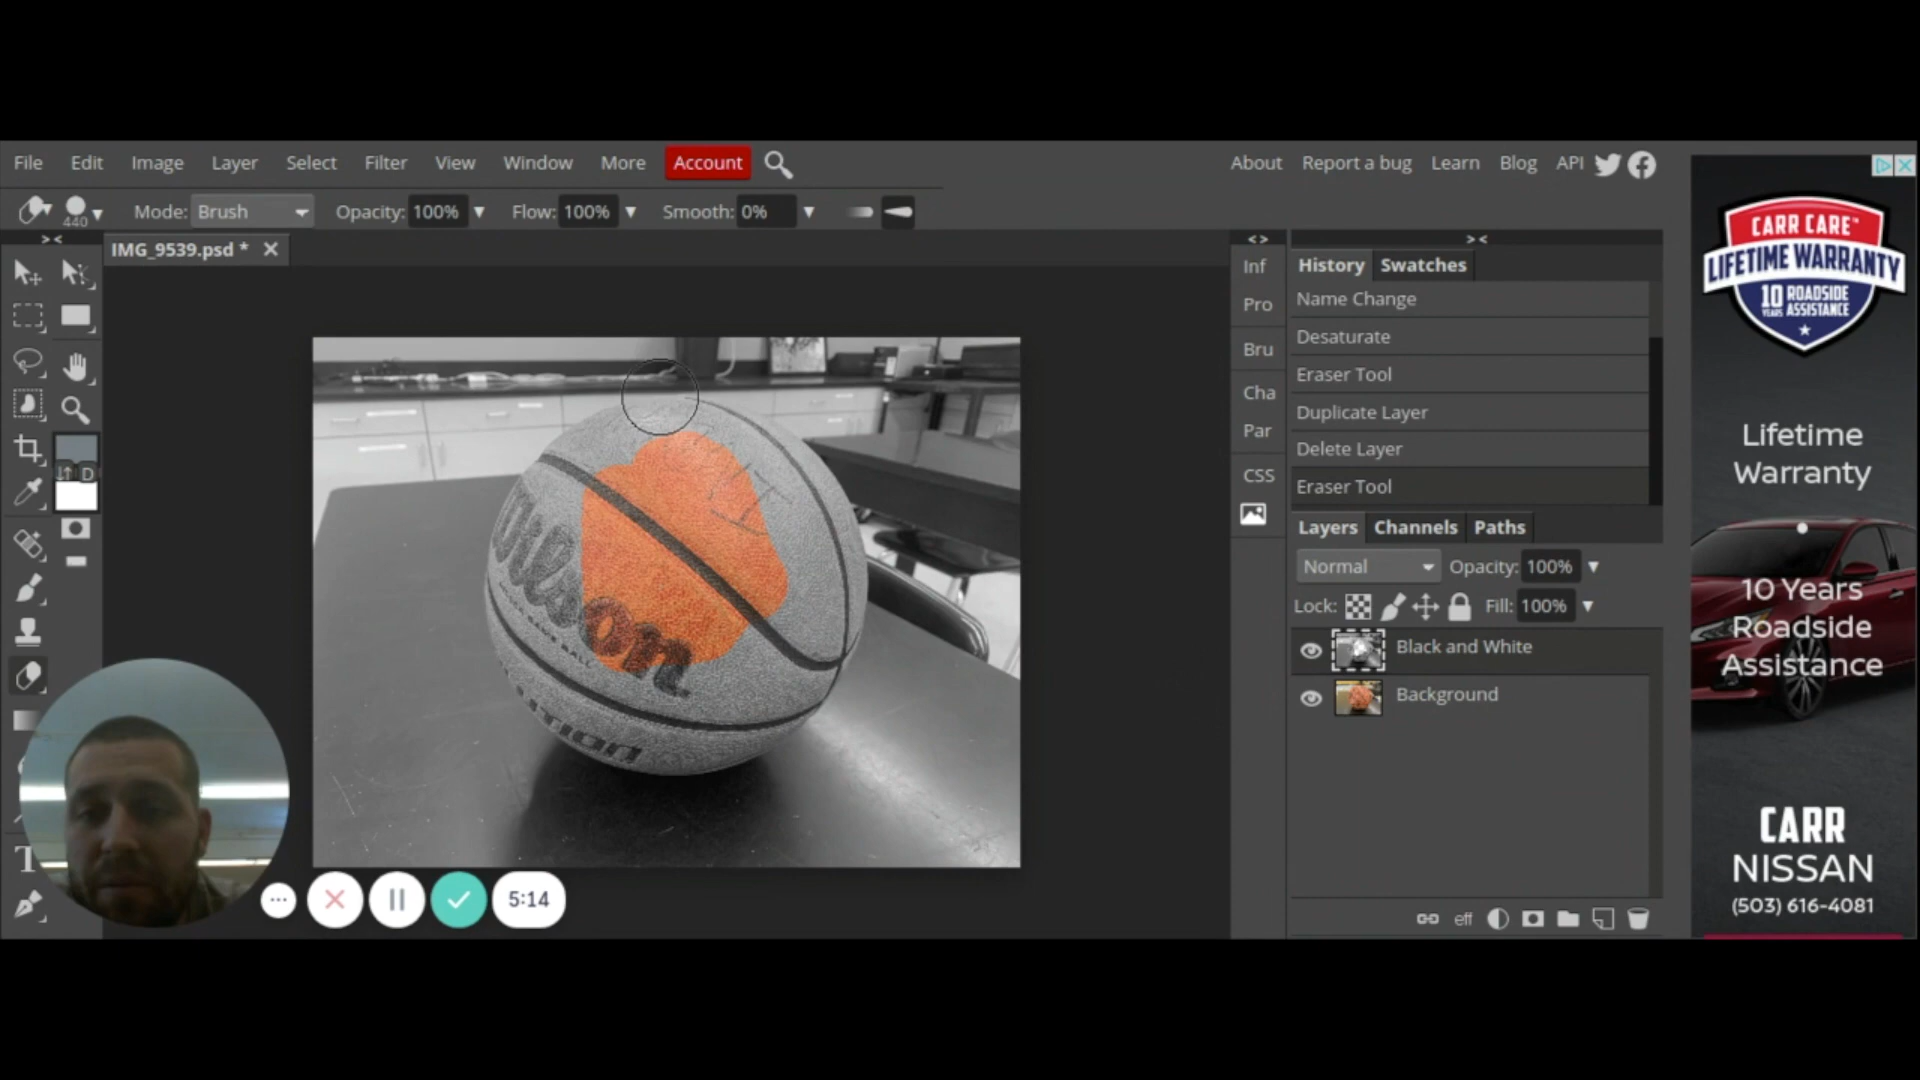 File Edit Image Layer Select Filter View Window More Account
About Report a bug Learn Blog API
440 Mode: Brush Opacity: 100% Flow: 100% Smooth: 0%
> <
IMG_9539.psd *
< >
> <
Inf
Pro
Bru
Cha
Par
CSS
History Swatches
Name Change
Desaturate
Eraser Tool
Duplicate Layer
Delete Layer
Eraser Tool
Layers Channels Paths
Normal Opacity: 100%
Lock: Fill: 100%
Black and White
Background
eff
D
T
Wilson
5:14
CARR CARE™
LIFETIME WARRANTY
10 YEARS ROADSIDE ASSISTANCE
Lifetime
Warranty
10 Years
Roadside
Assistance
CARR
NISSAN
(503) 616-4081